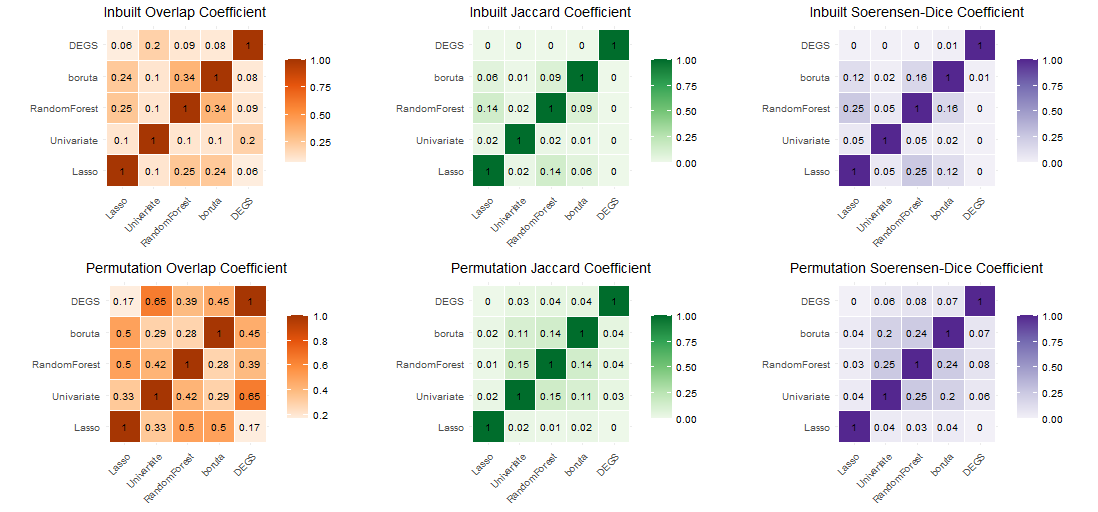 Inbuilt Overlap Coefficient
DEGS 0.06 0.2 0.09 0.08 1
boruta 0.24 0.1 0.34 1 0.08
RandomForest 0.25 0.1 1 0.34 0.09
Univariate 0.1 1 0.1 0.1 0.2
Lasso 1 0.1 0.25 0.24 0.06
Lasso Univariate RandomForest boruta DEGS
1.00
0.75
0.50
0.25
Inbuilt Jaccard Coefficient
DEGS 0 0 0 0 1
boruta 0.06 0.01 0.09 1 0
RandomForest 0.14 0.02 1 0.09 0
Univariate 0.02 1 0.02 0.01 0
Lasso 1 0.02 0.14 0.06 0
Lasso Univariate RandomForest boruta DEGS
1.00
0.75
0.50
0.25
0.00
Inbuilt Soerensen-Dice Coefficient
DEGS 0 0 0 0.01 1
boruta 0.12 0.02 0.16 1 0.01
RandomForest 0.25 0.05 1 0.16 0
Univariate 0.05 1 0.05 0.02 0
Lasso 1 0.05 0.25 0.12 0
Lasso Univariate RandomForest boruta DEGS
1.00
0.75
0.50
0.25
0.00
Permutation Overlap Coefficient
DEGS 0.17 0.65 0.39 0.45 1
boruta 0.5 0.29 0.28 1 0.45
RandomForest 0.5 0.42 1 0.28 0.39
Univariate 0.33 1 0.42 0.29 0.65
Lasso 1 0.33 0.5 0.5 0.17
Lasso Univariate RandomForest boruta DEGS
1.0
0.8
0.6
0.4
0.2
Permutation Jaccard Coefficient
DEGS 0 0.03 0.04 0.04 1
boruta 0.02 0.11 0.14 1 0.04
RandomForest 0.01 0.15 1 0.14 0.04
Univariate 0.02 1 0.15 0.11 0.03
Lasso 1 0.02 0.01 0.02 0
Lasso Univariate RandomForest boruta DEGS
1.00
0.75
0.50
0.25
0.00
Permutation Soerensen-Dice Coefficient
DEGS 0 0.06 0.08 0.07 1
boruta 0.04 0.2 0.24 1 0.07
RandomForest 0.03 0.25 1 0.24 0.08
Univariate 0.04 1 0.25 0.2 0.06
Lasso 1 0.04 0.03 0.04 0
Lasso Univariate RandomForest boruta DEGS
1.00
0.75
0.50
0.25
0.00